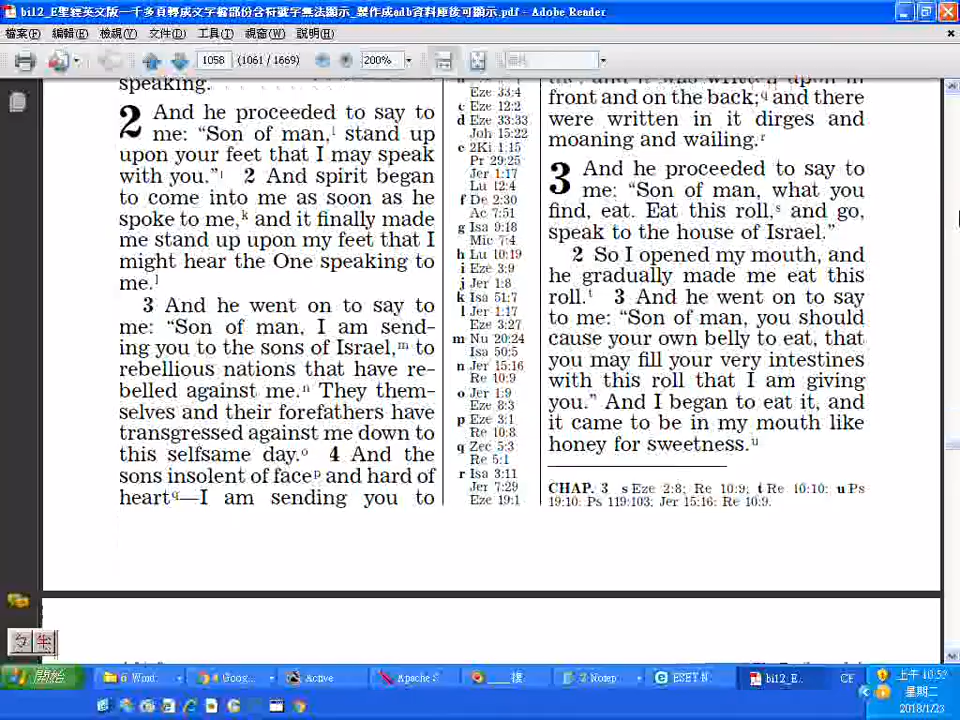 bi12_E聖經英文版一千多頁轉成文字檔部份含符號字無法顯示_製作成adb資料庫後可顯示.pdf - Adobe Reader
檔案(F) 編輯(E) 檢視(V) 文件(D) 工具(T) 視窗(W) 說明(H)
1058 (1061 / 1669) 200% 尋找
speaking.
2 And he proceeded to say to
me: “Son of man,ⁱ stand up
upon your feet that I may speak
with you.”ʲ 2 And spirit began
to come into me as soon as he
spoke to me,ᵏ and it finally made
me stand up upon my feet that I
might hear the One speaking to
me.ˡ
3 And he went on to say to
me: “Son of man, I am send-
ing you to the sons of Israel,ᵐ to
rebellious nations that have re-
belled against me.ⁿ They them-
selves and their forefathers have
transgressed against me down to
this selfsame day.ᵒ 4 And the
sons insolent of faceᵖ and hard of
heart^q—I am sending you to
Eze 33:4
c Eze 12:2
d Eze 33:33
Joh 15:22
e 2Ki 1:15
Pr 29:25
Jer 1:17
Lu 12:4
f De 2:30
Ac 7:51
g Isa 9:18
Mic 7:4
h Lu 10:19
i Eze 3:9
j Jer 1:8
k Isa 51:7
l Jer 1:17
Eze 3:27
m Nu 20:24
Isa 50:5
n Jer 15:16
Re 10:9
o Jer 1:9
Eze 8:3
p Eze 3:1
Re 10:8
q Zec 5:3
Re 5:1
r Isa 3:11
Jer 7:29
Eze 19:1
and it was written upon in
front and on the back;^q and there
were written in it dirges and
moaning and wailing.ʳ
3 And he proceeded to say to
me: “Son of man, what you
find, eat. Eat this roll,ˢ and go,
speak to the house of Israel.”
2 So I opened my mouth, and
he gradually made me eat this
roll.ᵗ 3 And he went on to say
to me: “Son of man, you should
cause your own belly to eat, that
you may fill your very intestines
with this roll that I am giving
you.” And I began to eat it, and
it came to be in my mouth like
honey for sweetness.ᵘ
CHAP. 3 s Eze 2:8; Re 10:9; t Re 10:10; u Ps
19:10; Ps 119:103; Jer 15:16; Re 10:9.
開始 6 Wind Goog... Active Apache S 2 Notep ESET N bi12_E.. CH 上午 10:52
星期二
2018/1/23